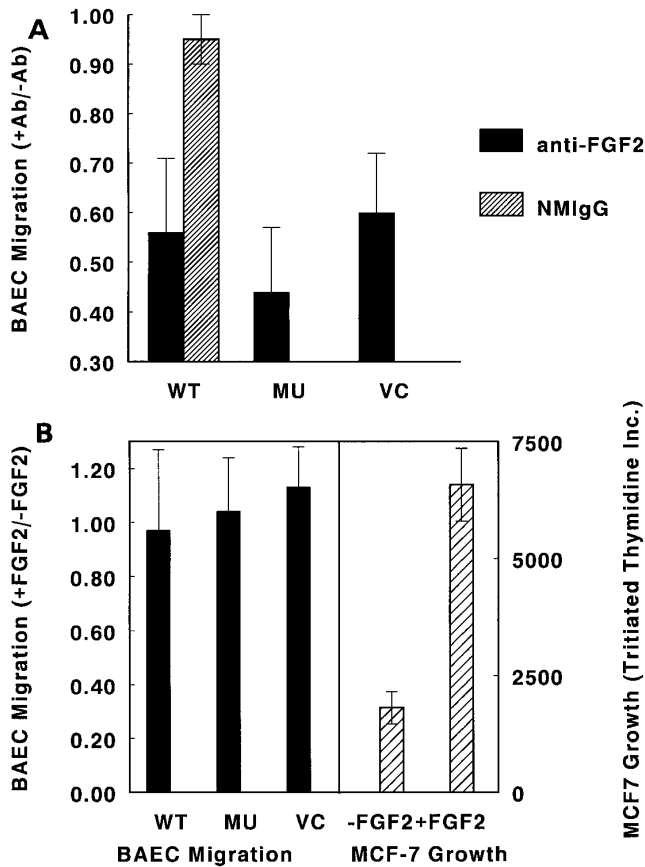 A
BAEC Migration (+Ab/-Ab)
1.00
0.90
0.80
0.70
0.60
0.50
0.40
0.30
WT MU VC
anti-FGF2
NMIgG
B
BAEC Migration (+FGF2/-FGF2)
1.20
1.00
0.80
0.60
0.40
0.20
0.00
7500
5000
2500
0
MCF7 Growth (Tritiated Thymidine Inc.)
WT MU VC -FGF2+FGF2
BAEC Migration MCF-7 Growth